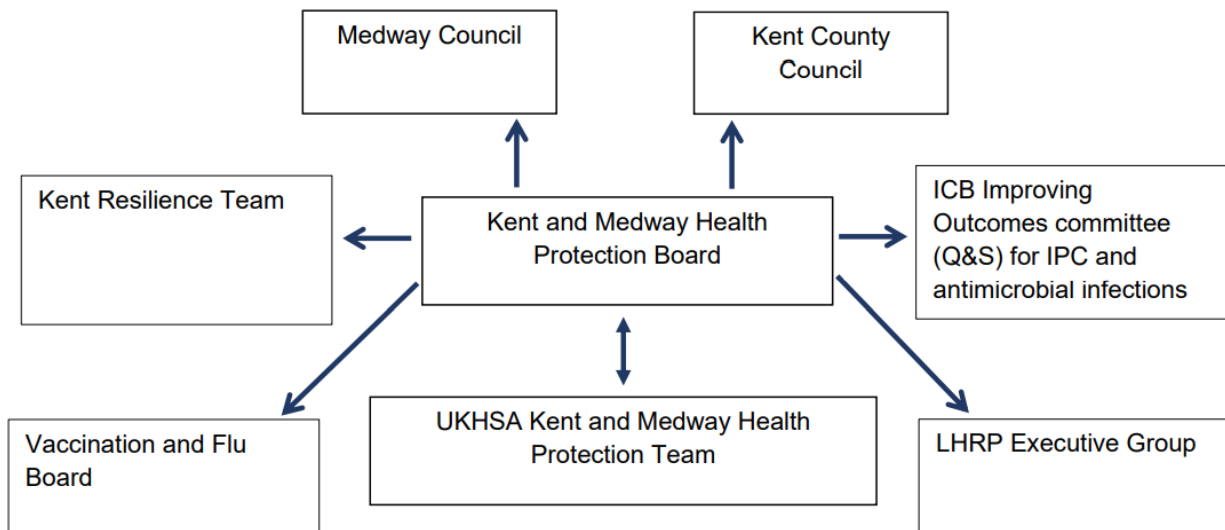 Medway Council
Kent County
Council
Kent Resilience Team
Kent and Medway Health
Protection Board
ICB Improving
Outcomes committee
(Q&S) for IPC and
antimicrobial infections
Vaccination and Flu
Board
UKHSA Kent and Medway Health
Protection Team
LHRP Executive Group